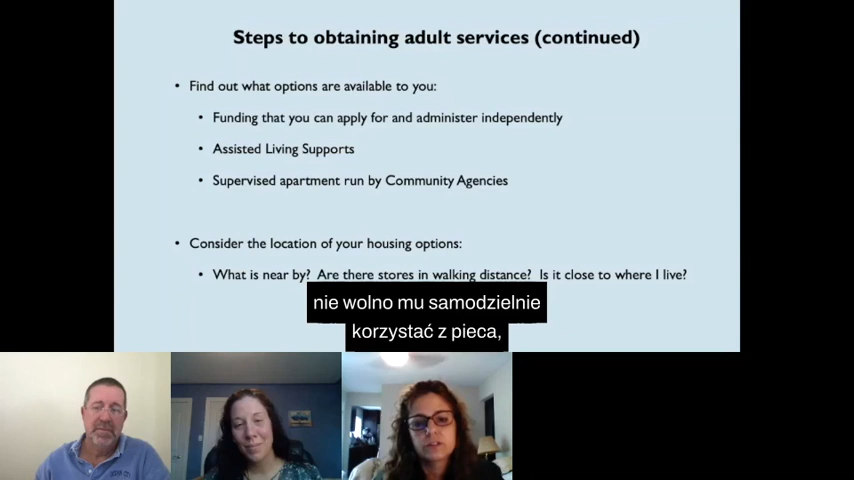 Steps to obtaining adult services (continued)
• Find out what options are available to you:
• Funding that you can apply for and administer independently
• Assisted Living Supports
• Supervised apartment run by Community Agencies
• Consider the location of your housing options:
• What is near by? Are there stores in walking distance? Is it close to where I live?
nie wolno mu samodzielnie
korzystać z pieca,